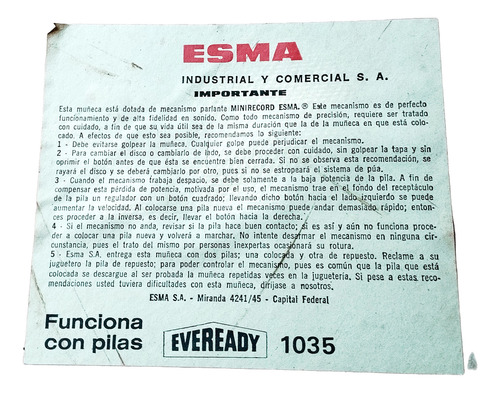 ESMA
INDUSTRIAL Y COMERCIAL S. A.
IMPORTANTE
Esta muñeca está dotada de mecanismo parlante MINIRECORD ESMA.® Este mecanismo es de perfecto
funcionamiento y de alta fidelidad en sonido. Como todo mecanismo de precisión, requiere ser tratado
con cuidado, a fin de que su vida útil sea de la misma duración que la de la muñeca en que está colo-
cado. A efectos de que esto sea posible, recomendamos lo siguiente:
1 - Debe evitarse golpear la muñeca. Cualquier golpe puede perjudicar el mecanismo.
2 - Para cambiar el disco o cambiarlo de lado, se debe proceder con cuidado, sin golpear la tapa y sin
oprimir el botón antes de que ésta se encuentre bien cerrada. Si no se observa esta recomendación, se
rayará el disco y se deberá cambiarlo por otro, pues si no se estropeará el sistema de púa.
3 - Cuando el mecanismo trabaja despacio, se debe solamente a la baja potencia de la pila. A fin de
compensar esta pérdida de potencia, motivada por el uso, el mecanismo trae en el fondo del receptáculo
de la pila un regulador con un botón cuadrado; llevando dicho botón hacia el lado izquierdo se puede
aumentar la velocidad. Al colocarse una pila nueva el mecanismo puede andar demasiado rápido; enton-
ces proceder a la inversa, es decir, llevar el botón hacia la derecha.
4 - Si el mecanismo no anda, revisar si la pila hace buen contacto; si es así y aún no funciona proce-
der a colocar una pila nueva y volverá a marchar. No intente desarmar el mecanismo en ninguna cir-
cunstancia, pues el trato del mismo por personas inexpertas ocasionará su rotura.
5 - Esma S.A. entrega esta muñeca con dos pilas; una colocada y otra de repuesto. Reclame a su
juguetero la pila de repuesto; para poder controlar el mecanismo, pues es común que la pila que está
colocada se descargue al ser probada la muñeca repetidas veces en la juguetería. Si pese a estas reco-
mendaciones usted tuviera dificultades con esta muñeca, diríjase a nosotros.
ESMA S.A. - Miranda 4241/45 - Capital Federal
Funciona
con pilas EVEREADY 1035